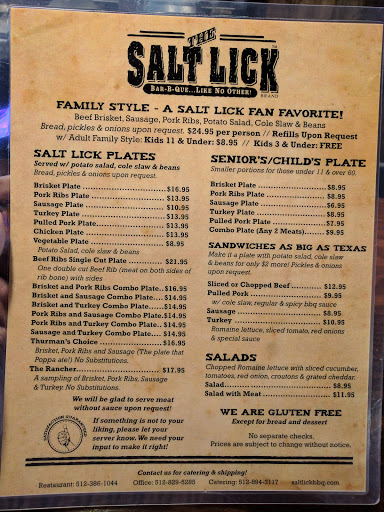 THE
SALT LICK
BAR-B-QUE...LIKE NO OTHER!
BRAND
FAMILY STYLE - A SALT LICK FAN FAVORITE!
Beef Brisket, Sausage, Pork Ribs, Potato Salad, Cole Slaw & Beans
Bread, pickles & onions upon request. $24.95 per person // Refills Upon Request
w/ Adult Family Style: Kids 11 & Under: $8.95 // Kids 3 & Under: FREE
SALT LICK PLATES
Served w/ potato salad, cole slaw & beans
Bread, pickles & onions upon request.
Brisket Plate $16.95
Pork Ribs Plate $13.95
Sausage Plate $10.95
Turkey Plate $13.95
Pulled Pork Plate $13.95
Chicken Plate $13.95
Vegetable Plate $8.95
Potato Salad, cole slaw & beans
Beef Ribs Single Cut Plate $21.95
One double cut Beef Rib (meat on both sides of
rib bone) with sides
Brisket and Pork Ribs Combo Plate $16.95
Brisket and Sausage Combo Plate $14.95
Brisket and Turkey Combo Plate $14.95
Pork Ribs and Sausage Combo Plate $14.95
Pork Ribs and Turkey Combo Plate $14.95
Sausage and Turkey Combo Plate $14.95
Thurman's Choice $16.95
Brisket, Pork Ribs and Sausage (The plate that
Poppa ate!) No Substitutions.
The Rancher $17.95
A sampling of Brisket, Pork Ribs, Sausage
& Turkey. No Substitutions.
We will be glad to serve meat
without sauce upon request!
If something is not to your
liking, please let your
server know. We need your
input to make it right!
SENIOR'S/CHILD'S PLATE
Smaller portions for those under 11 & over 60.
Brisket Plate $8.95
Pork Ribs Plate $8.95
Sausage Plate $6.95
Turkey Plate $8.95
Pulled Pork Plate $7.95
Combo Plate (Any 2 Meats) $9.95
SANDWICHES AS BIG AS TEXAS
Make it a plate with potato salad, cole slaw
& beans for only $2 more! Pickles & onions
upon request.
Sliced or Chopped Beef $12.95
Pulled Pork $9.95
w/ cole slaw, regular & spicy bbq sauce
Sausage $8.95
Turkey $10.95
Romaine lettuce, sliced tomato, red onions
& special sauce
SALADS
Chopped Romaine lettuce with sliced cucumber,
tomatoes, red onion, croutons & grated cheddar.
Salad $8.95
Salad with Meat $11.95
WE ARE GLUTEN FREE
Except for bread and dessert
No separate checks.
Prices are subject to change without notice.
Contact us for catering & shipping!
Restaurant: 512-386-1044 Office: 512-829-5285 Catering: 512-894-3117 saltlickbbq.com